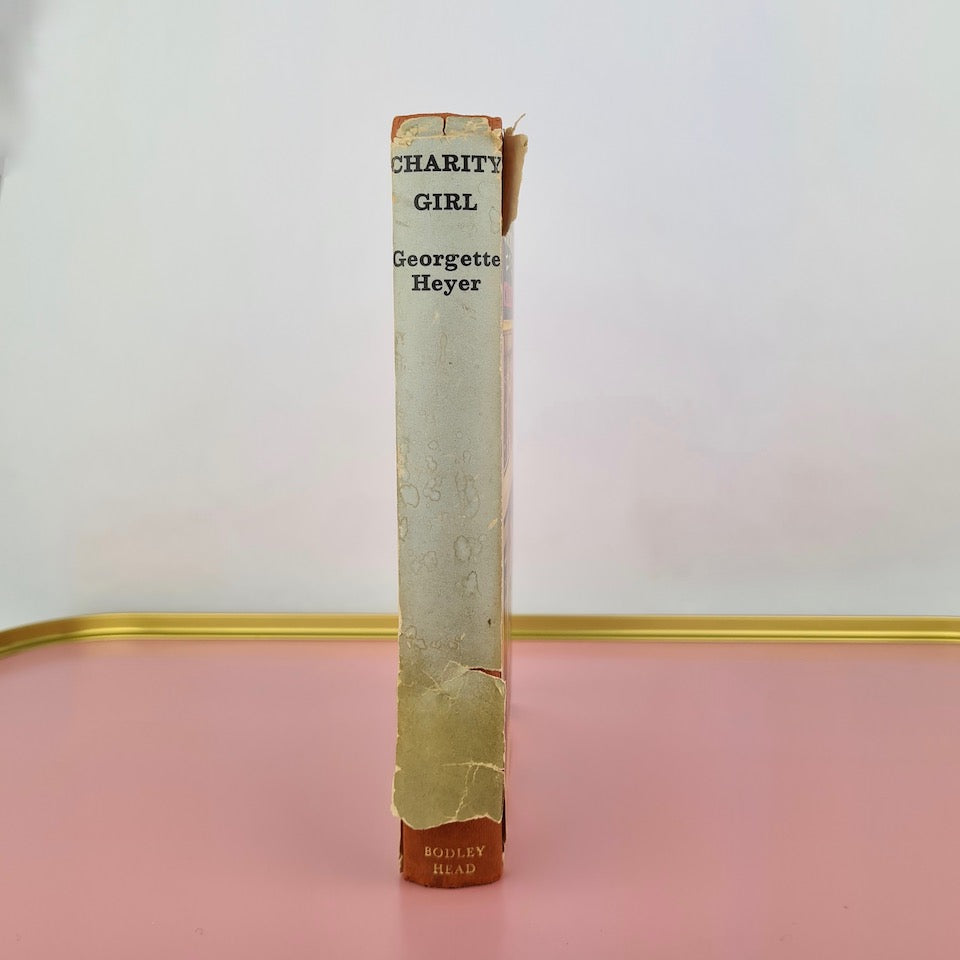 CHARITY
GIRL
Georgette
Heyer
BODLEY
HEAD